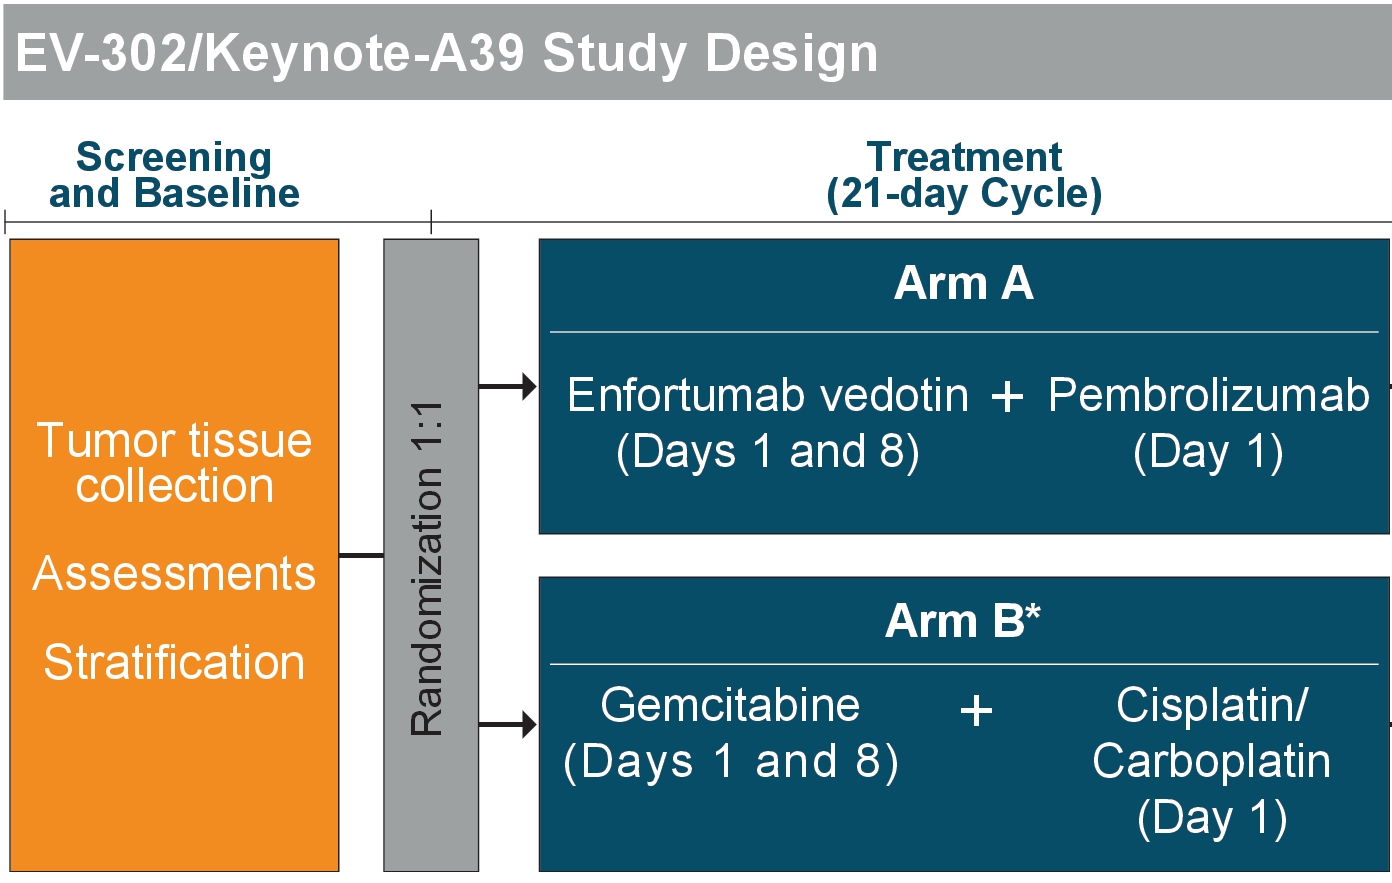 EV-302/Keynote-A39 Study Design
Screening
and Baseline
Treatment
(21-day Cycle)
Tumor tissue
collection
Assessments
Stratification
Randomization 1:1
Arm A
Enfortumab vedotin + Pembrolizumab
(Days 1 and 8) (Day 1)
Arm B*
Gemcitabine + Cisplatin/
(Days 1 and 8) Carboplatin
(Day 1)